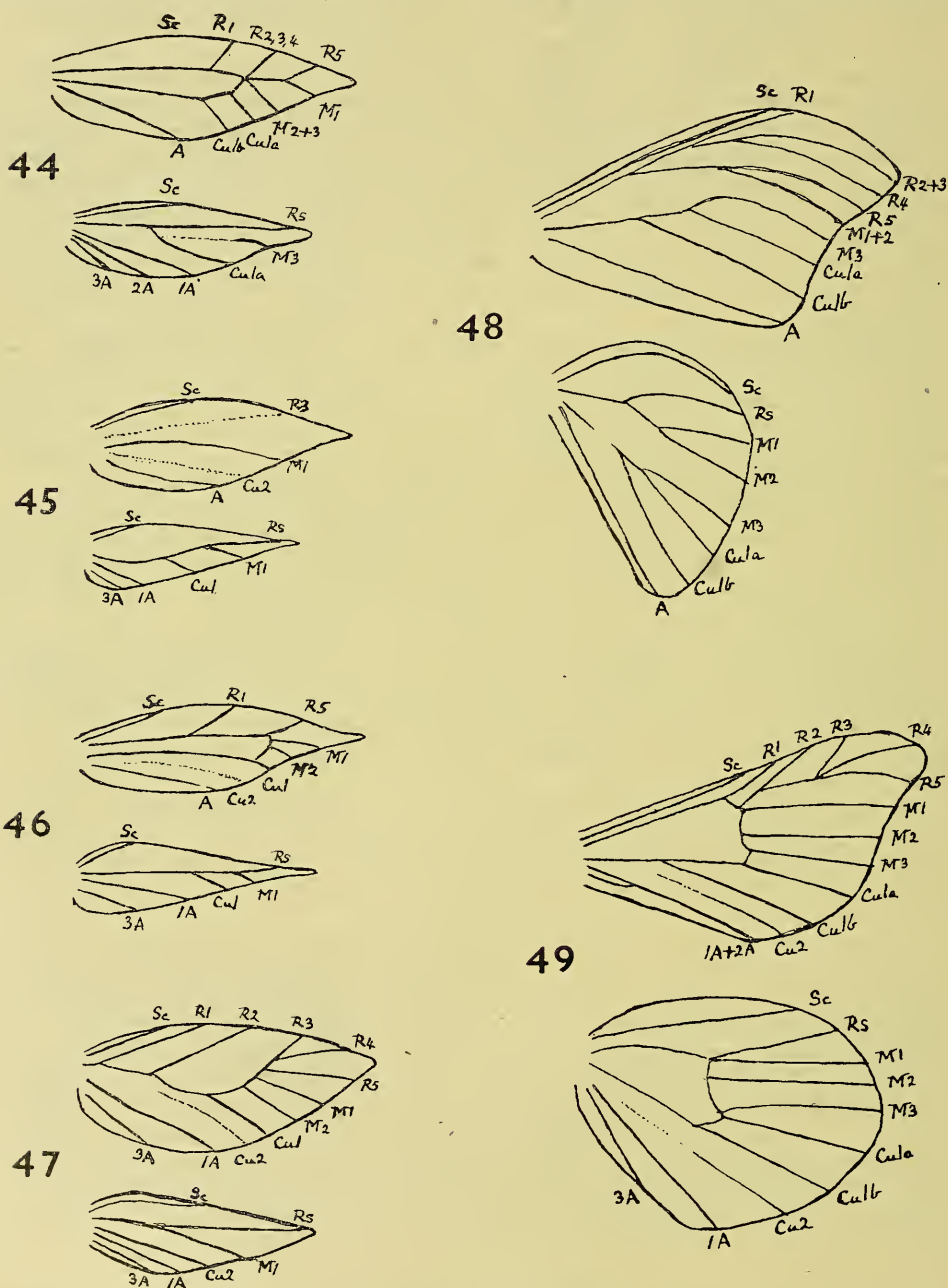 44
Sc R1 R2,3,4 R5
M1
M2+3
Cu1a
Cu1b
A
Sc Rs
M3
Cu1a
1A
2A
3A
45
Sc R3
M1
Cu2
A
Sc Rs
M1
Cu1
1A
3A
46
Sc R1 R5
M1
M2
Cu1
Cu2
A
Sc Rs
M1
Cu1
1A
3A
47
Sc R1 R2 R3 R4
R5
M1
M2
Cu1
Cu2
1A
3A
Sc Rs
M1
Cu2
1A
3A
48
Sc R1
R2+3
R4
R5
M1+2
M3
Cu1a
Cu1b
A
Sc
Rs
M1
M2
M3
Cu1a
Cu1b
A
49
Sc R1 R2 R3 R4
R5
M1
M2
M3
Cu1a
Cu1b
Cu2
1A+2A
Sc
Rs
M1
M2
M3
Cu1a
Cu1b
Cu2
1A
3A